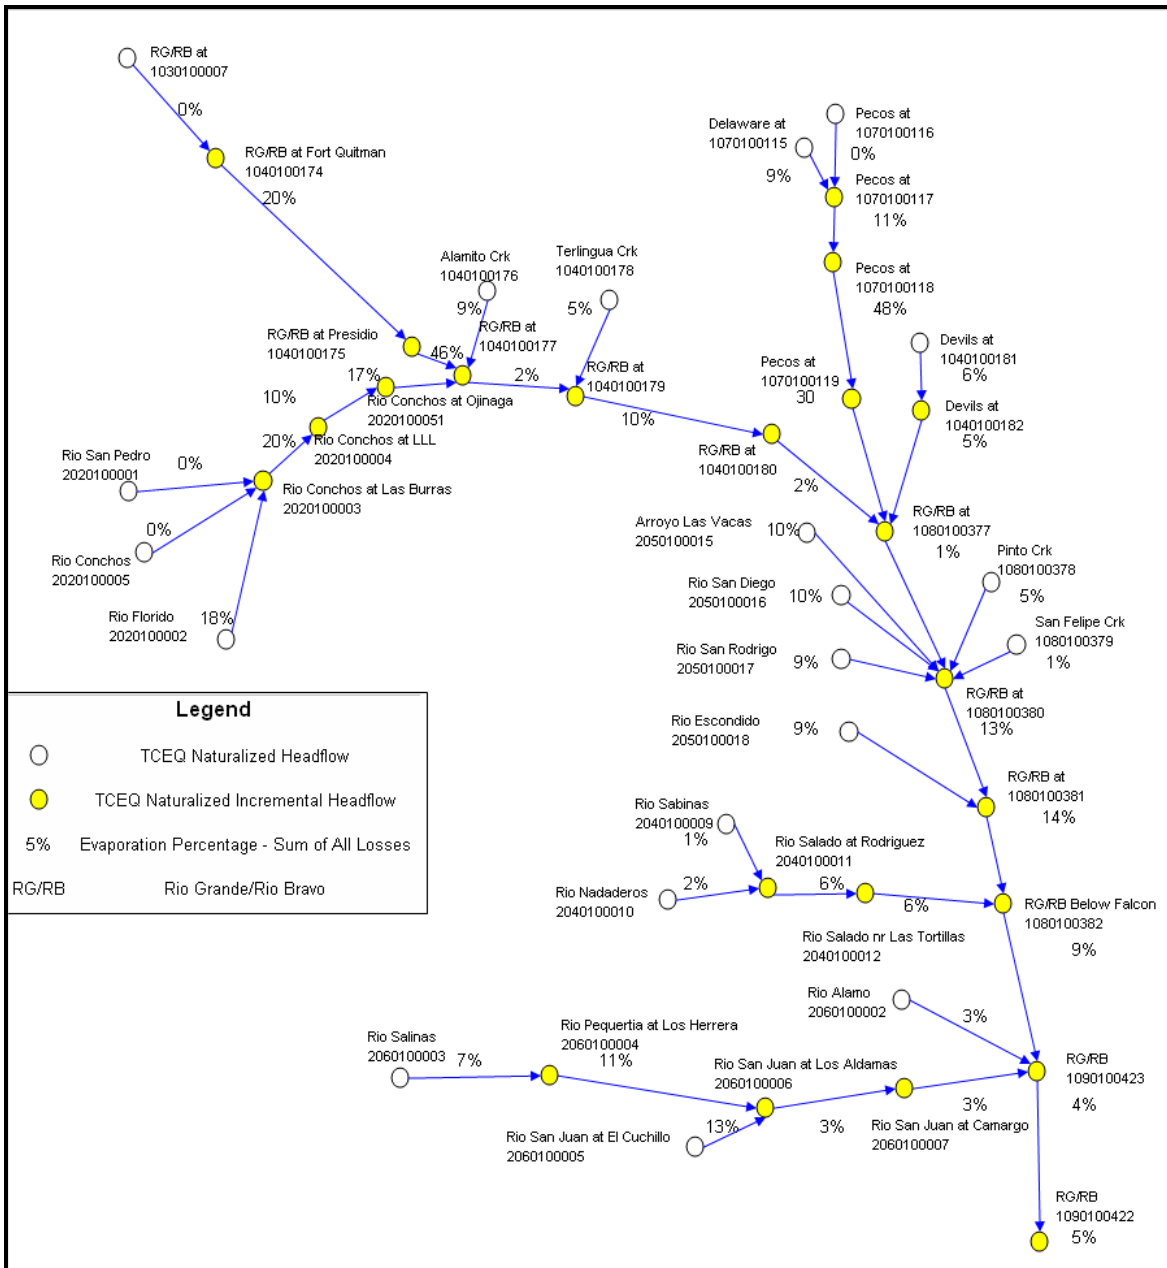 RG/RB at
1030100007
0%
RG/RB at Fort Quitman
1040100174
20%
Delaware at
1070100115
9%
Pecos at
1070100116
0%
Pecos at
1070100117
11%
Pecos at
1070100118
48%
Alamito Crk
1040100176
9%
Terlingua Crk
1040100178
5%
RG/RB at Presidio
1040100175
46%
RG/RB at
1040100177
2%
RG/RB at
1040100179
10%
Pecos at
1070100119
30
Devils at
1040100181
6%
Devils at
1040100182
5%
17%
Rio Conchos at Ojinaga
2020100051
10%
Rio Conchos at LLL
2020100004
20%
Rio San Pedro
2020100001
0%
Rio Conchos at Las Burras
2020100003
0%
Rio Conchos
2020100005
Rio Florido
2020100002
18%
RG/RB at
1040100180
2%
RG/RB at
1080100377
1%
Arroyo Las Vacas
2050100015
10%
Rio San Diego
2050100016
10%
Rio San Rodrigo
2050100017
9%
Pinto Crk
1080100378
5%
San Felipe Crk
1080100379
1%
RG/RB at
1080100380
13%
Rio Escondido
2050100018
9%
RG/RB at
1080100381
14%
Legend
TCEQ Naturalized Headflow
TCEQ Naturalized Incremental Headflow
5% Evaporation Percentage - Sum of All Losses
RG/RB Rio Grande/Rio Bravo
Rio Sabinas
2040100009
1%
Rio Nadaderos
2040100010
2%
Rio Salado at Rodriguez
2040100011
6%
6%
Rio Salado nr Las Tortillas
2040100012
RG/RB Below Falcon
1080100382
9%
Rio Alamo
2060100002
3%
Rio Salinas
2060100003
7%
Rio Pequertia at Los Herrera
2060100004
11%
Rio San Juan at Los Aldamas
2060100006
3%
Rio San Juan at El Cuchillo
2060100005
13%
3%
Rio San Juan at Camargo
2060100007
RG/RB
1090100423
4%
RG/RB
1090100422
5%